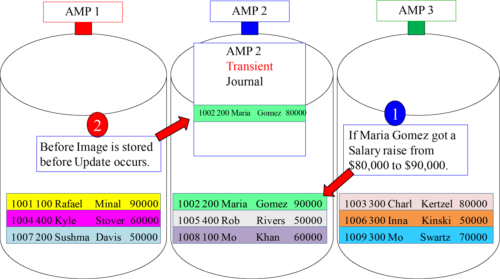 AMP 1
AMP 2
AMP 3
AMP 2
Transient
Journal
1002 200 Maria Gomez 80000
2
1
Before Image is stored
before Update occurs.
If Maria Gomez got a
Salary raise from
$80,000 to $90,000.
1001 100 Rafael Minal 90000
1004 400 Kyle Stover 60000
1007 200 Sushma Davis 50000
1002 200 Maria Gomez 90000
1005 400 Rob Rivers 50000
1008 100 Mo Khan 60000
1003 300 Charl Kertzel 80000
1006 300 Inna Kinski 50000
1009 300 Mo Swartz 70000